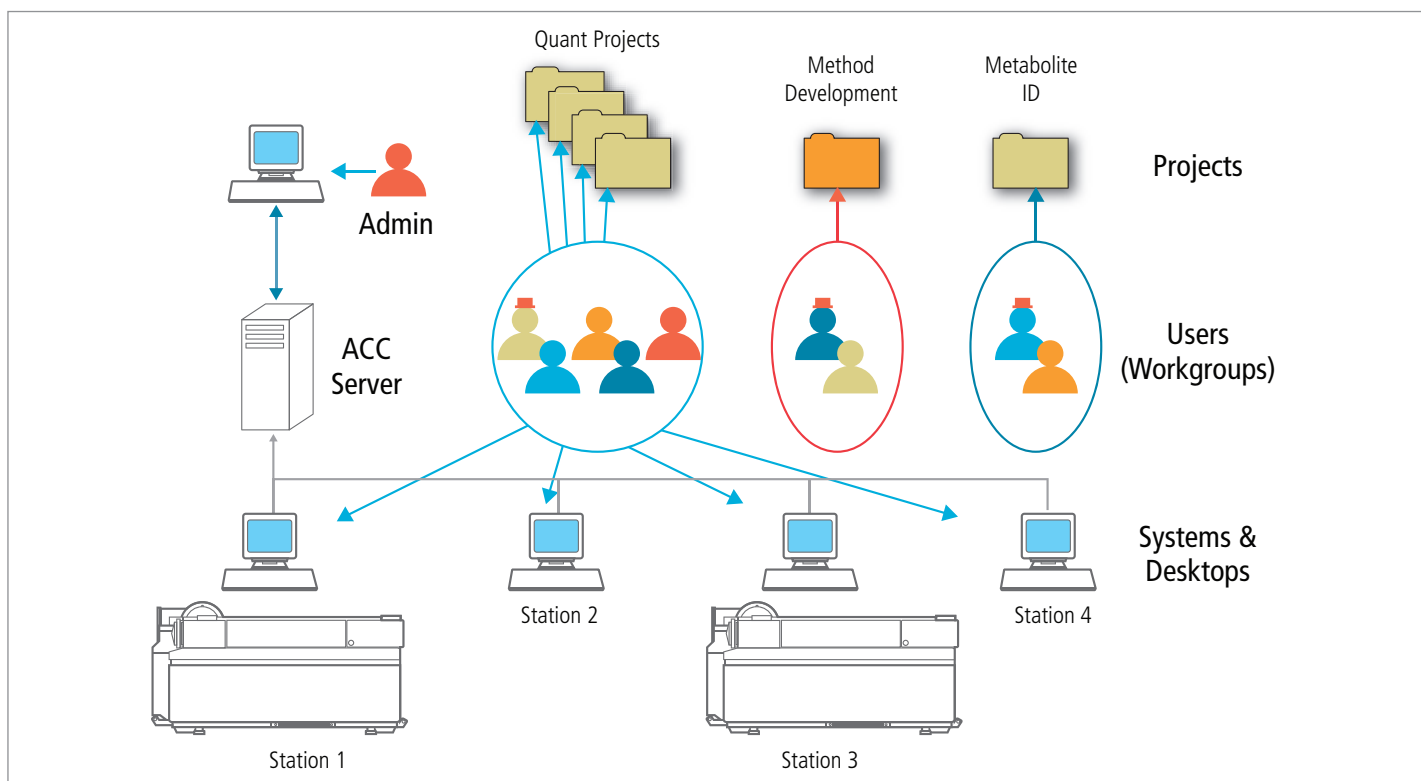 Quant Projects
Method
Development
Metabolite
ID
Projects
Admin
ACC
Server
Users
(Workgroups)
Systems &
Desktops
Station 2
Station 4
Station 1
Station 3